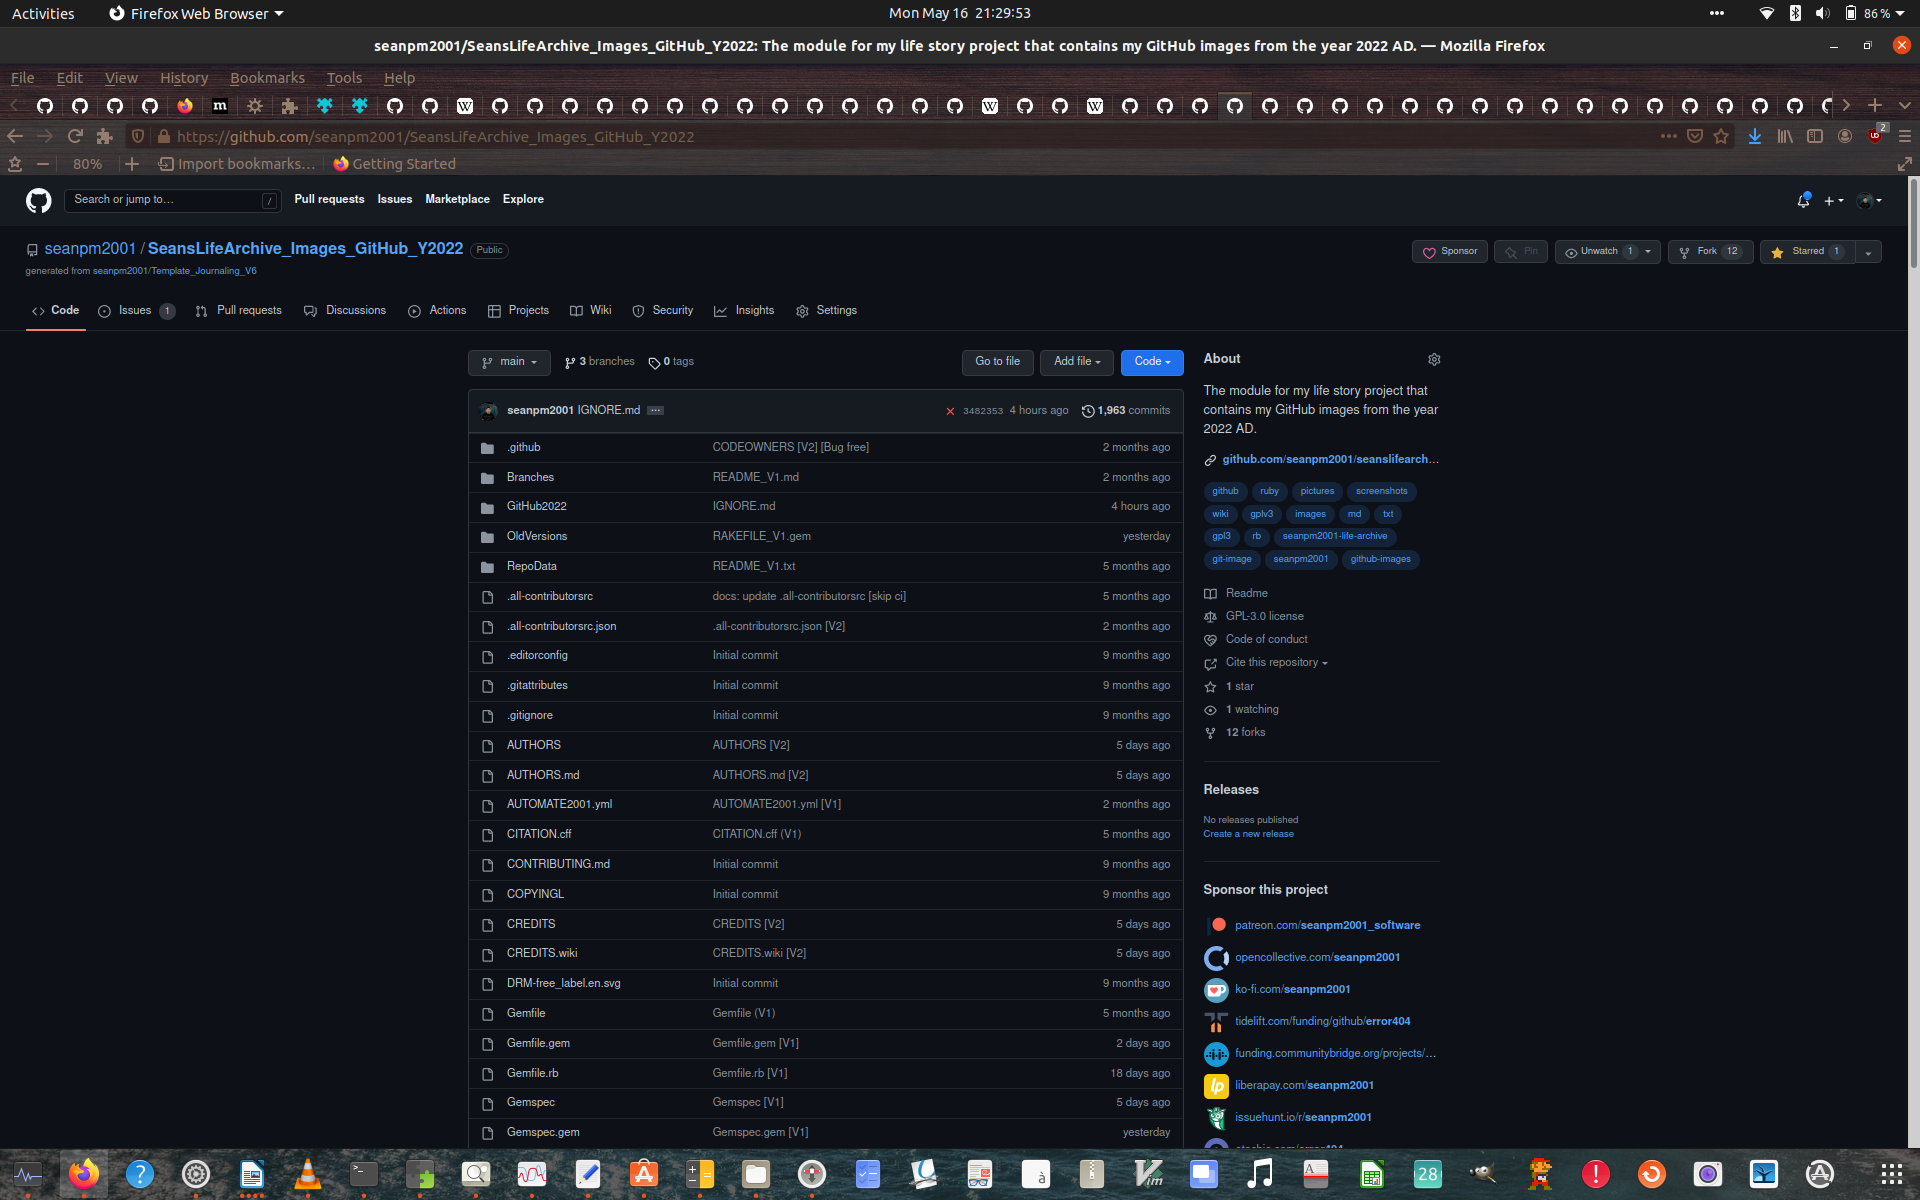 Activities Firefox Web Browser Mon May 16 21:29:53 86 %
seanpm2001/SeansLifeArchive_Images_GitHub_Y2022: The module for my life story project that contains my GitHub images from the year 2022 AD. — Mozilla Firefox
File Edit View History Bookmarks Tools Help
https://github.com/seanpm2001/SeansLifeArchive_Images_GitHub_Y2022 2
80% Import bookmarks... Getting Started
Search or jump to... / Pull requests Issues Marketplace Explore
seanpm2001 / SeansLifeArchive_Images_GitHub_Y2022 Public
Sponsor Pin Unwatch 1 Fork 12 Starred 1
generated from seanpm2001/Template_Journaling_V6
Code Issues 1 Pull requests Discussions Actions Projects Wiki Security Insights Settings
main 3 branches 0 tags Go to file Add file Code
seanpm2001 IGNORE.md ... 3482353 4 hours ago 1,963 commits
.github CODEOWNERS [V2] [Bug free] 2 months ago
Branches README_V1.md 2 months ago
GitHub2022 IGNORE.md 4 hours ago
OldVersions RAKEFILE_V1.gem yesterday
RepoData README_V1.txt 5 months ago
.all-contributorsrc docs: update .all-contributorsrc [skip ci] 5 months ago
.all-contributorsrc.json .all-contributorsrc.json [V2] 2 months ago
.editorconfig Initial commit 9 months ago
.gitattributes Initial commit 9 months ago
.gitignore Initial commit 9 months ago
AUTHORS AUTHORS [V2] 5 days ago
AUTHORS.md AUTHORS.md [V2] 5 days ago
AUTOMATE2001.yml AUTOMATE2001.yml [V1] 2 months ago
CITATION.cff CITATION.cff (V1) 5 months ago
CONTRIBUTING.md Initial commit 9 months ago
COPYINGL Initial commit 9 months ago
CREDITS CREDITS [V2] 5 days ago
CREDITS.wiki CREDITS.wiki [V2] 5 days ago
DRM-free_label.en.svg Initial commit 9 months ago
Gemfile Gemfile (V1) 5 months ago
Gemfile.gem Gemfile.gem [V1] 2 days ago
Gemfile.rb Gemfile.rb [V1] 18 days ago
Gemspec Gemspec [V1] 5 days ago
Gemspec.gem Gemspec.gem [V1] yesterday
About
The module for my life story project that
contains my GitHub images from the year
2022 AD.
github.com/seanpm2001/seanslifearch...
github ruby pictures screenshots
wiki gplv3 images md txt
gpl3 rb seanpm2001-life-archive
git-image seanpm2001 github-images
Readme
GPL-3.0 license
Code of conduct
Cite this repository
1 star
1 watching
12 forks
Releases
No releases published
Create a new release
Sponsor this project
patreon.com/seanpm2001_software
opencollective.com/seanpm2001
ko-fi.com/seanpm2001
tidelift.com/funding/github/error404
funding.communitybridge.org/projects/...
liberapay.com/seanpm2001
issuehunt.io/r/seanpm2001
28